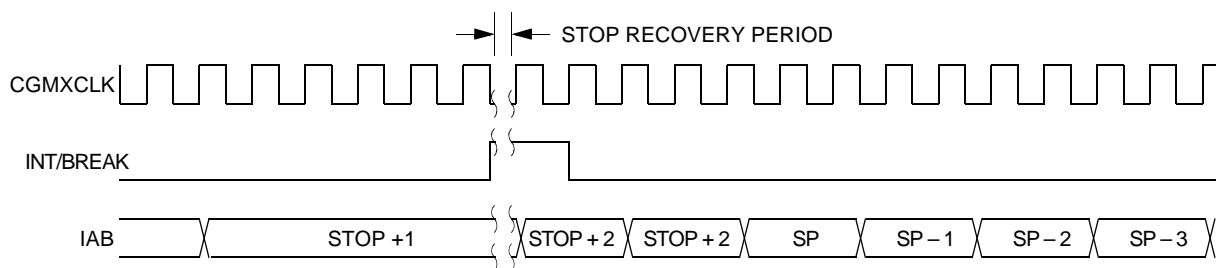 STOP RECOVERY PERIOD
CGMXCLK
INT/BREAK
IAB
STOP +1
STOP + 2
STOP + 2
SP
SP – 1
SP – 2
SP – 3